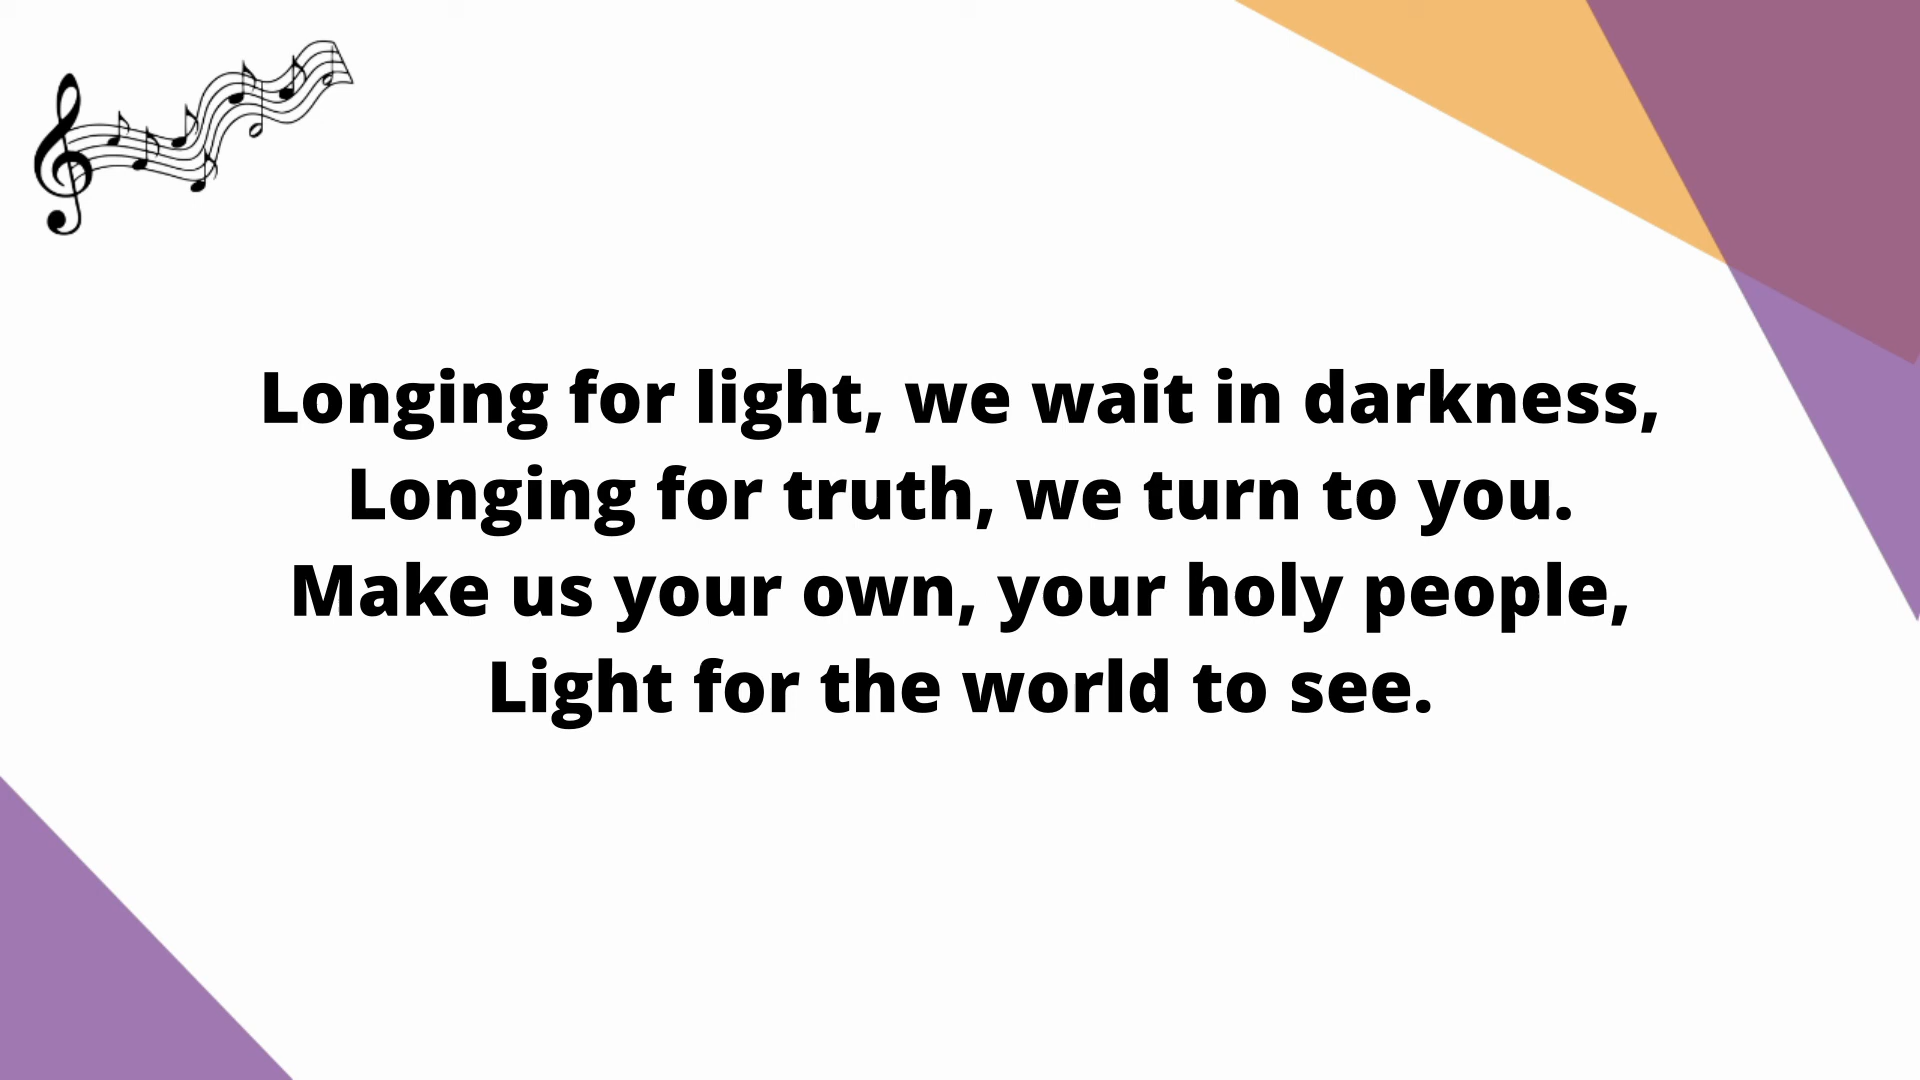 Longing for light, we wait in darkness,
Longing for truth, we turn to you.
Make us your own, your holy people,
Light for the world to see.